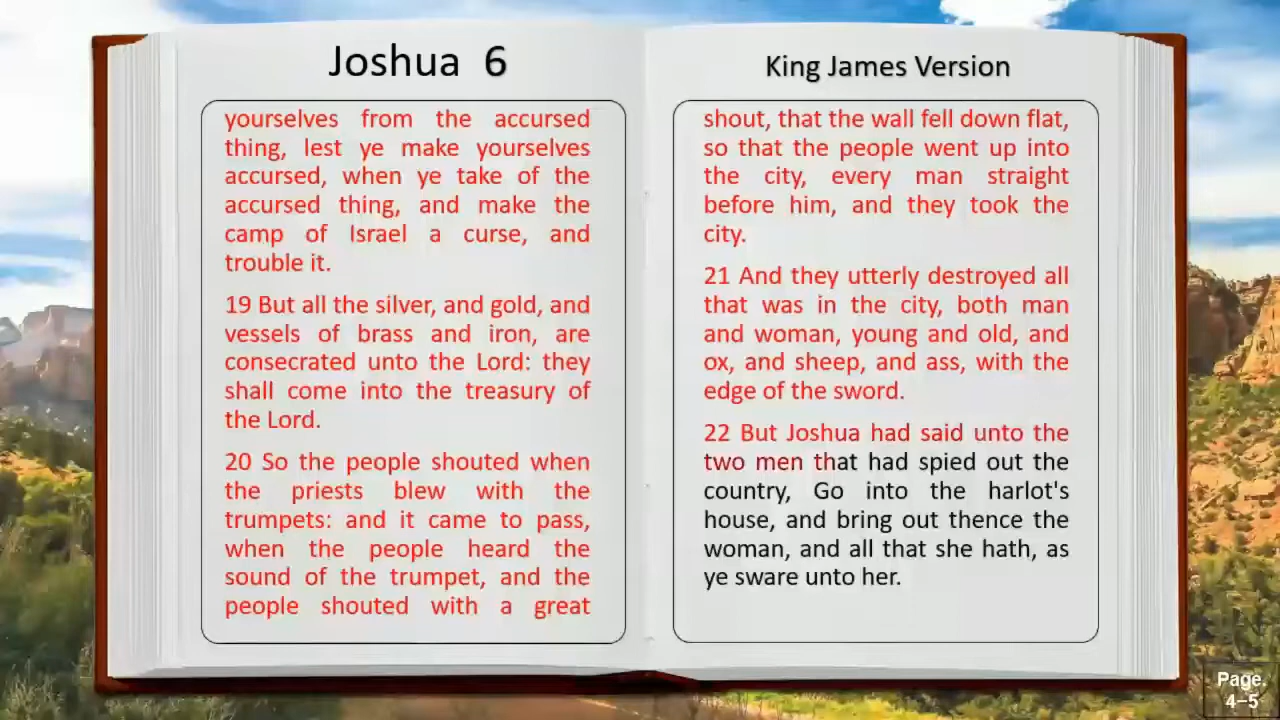 Joshua 6
yourselves from the accursed
thing, lest ye make yourselves
accursed, when ye take of the
accursed thing, and make the
camp of Israel a curse, and
trouble it.
19 But all the silver, and gold, and
vessels of brass and iron, are
consecrated unto the Lord: they
shall come into the treasury of
the Lord.
20 So the people shouted when
the priests blew with the
trumpets: and it came to pass,
when the people heard the
sound of the trumpet, and the
people shouted with a great
King James Version
shout, that the wall fell down flat,
so that the people went up into
the city, every man straight
before him, and they took the
city.
21 And they utterly destroyed all
that was in the city, both man
and woman, young and old, and
ox, and sheep, and ass, with the
edge of the sword.
22 But Joshua had said unto the
two men that had spied out the
country, Go into the harlot's
house, and bring out thence the
woman, and all that she hath, as
ye sware unto her.
Page.
4-5